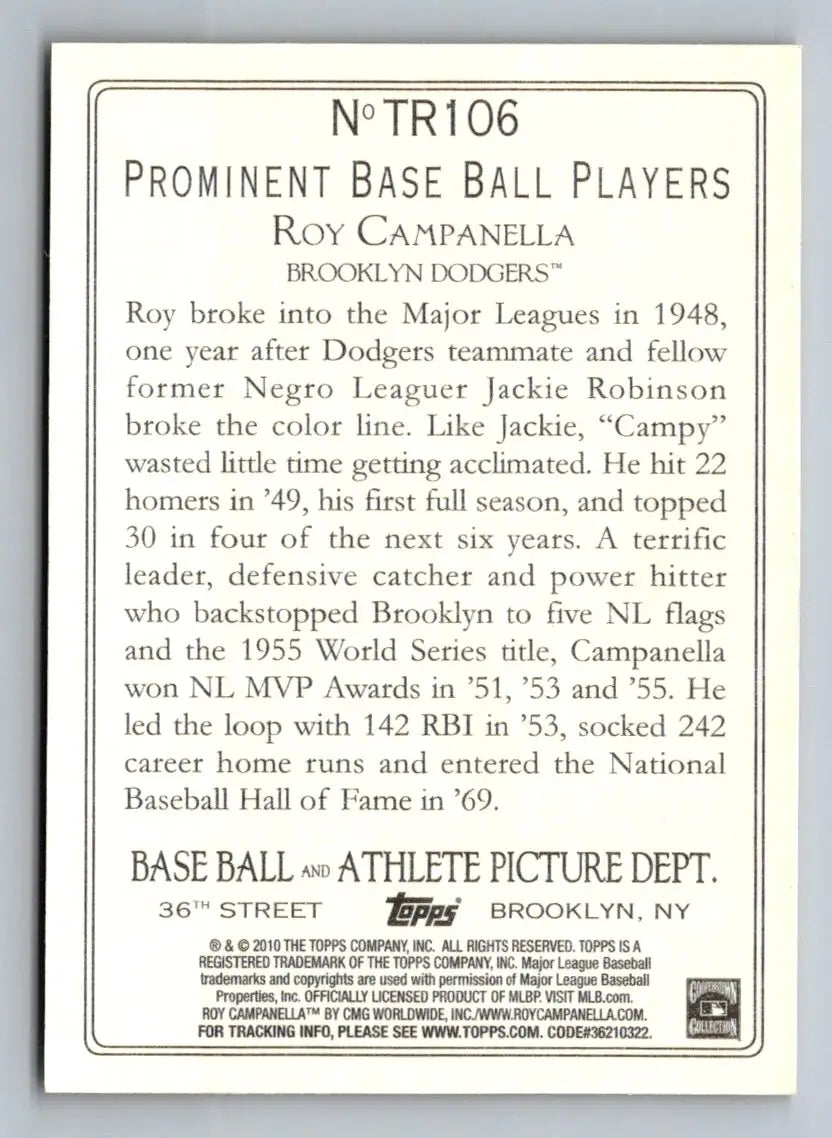 Nº TR106
PROMINENT BASE BALL PLAYERS
ROY CAMPANELLA
BROOKLYN DODGERS™
Roy broke into the Major Leagues in 1948,
one year after Dodgers teammate and fellow
former Negro Leaguer Jackie Robinson
broke the color line. Like Jackie, “Campy”
wasted little time getting acclimated. He hit 22
homers in ’49, his first full season, and topped
30 in four of the next six years. A terrific
leader, defensive catcher and power hitter
who backstopped Brooklyn to five NL flags
and the 1955 World Series title, Campanella
won NL MVP Awards in ’51, ’53 and ’55. He
led the loop with 142 RBI in ’53, socked 242
career home runs and entered the National
Baseball Hall of Fame in ’69.
BASE BALL AND ATHLETE PICTURE DEPT.
36TH STREET Topps® BROOKLYN, NY
® & © 2010 THE TOPPS COMPANY, INC. ALL RIGHTS RESERVED. TOPPS IS A
REGISTERED TRADEMARK OF THE TOPPS COMPANY, INC. Major League Baseball
trademarks and copyrights are used with permission of Major League Baseball
Properties, Inc. OFFICIALLY LICENSED PRODUCT OF MLBP. VISIT MLB.com.
ROY CAMPANELLA™ BY CMG WORLDWIDE, INC./WWW.ROYCAMPANELLA.COM.
FOR TRACKING INFO, PLEASE SEE WWW.TOPPS.COM. CODE#36210322.
COOPERSTOWN
COLLECTION